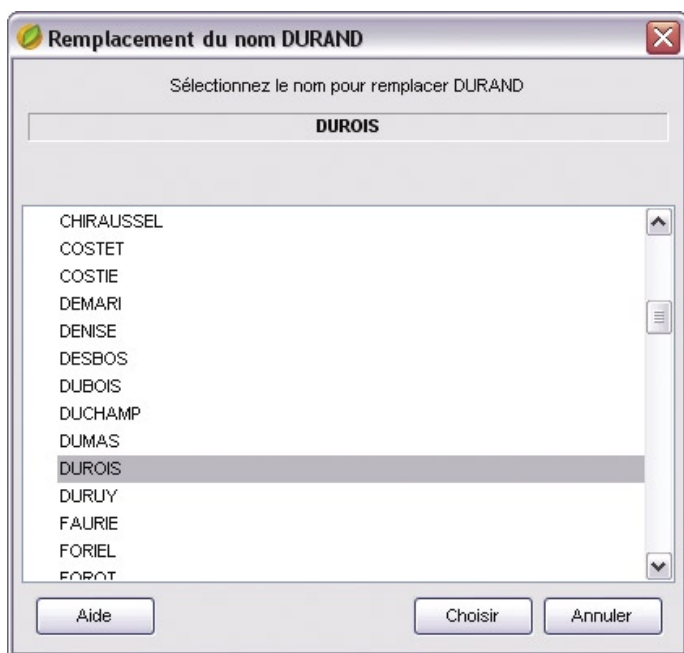 Remplacement du nom DURAND
Sélectionnez le nom pour remplacer DURAND
DUROIS
CHIRAUSSEL
COSTET
COSTIE
DEMARI
DENISE
DESBOS
DUBOIS
DUCHAMP
DUMAS
DUROIS
DURUY
FAURIE
FORIEL
FOROT
Aide
Choisir
Annuler